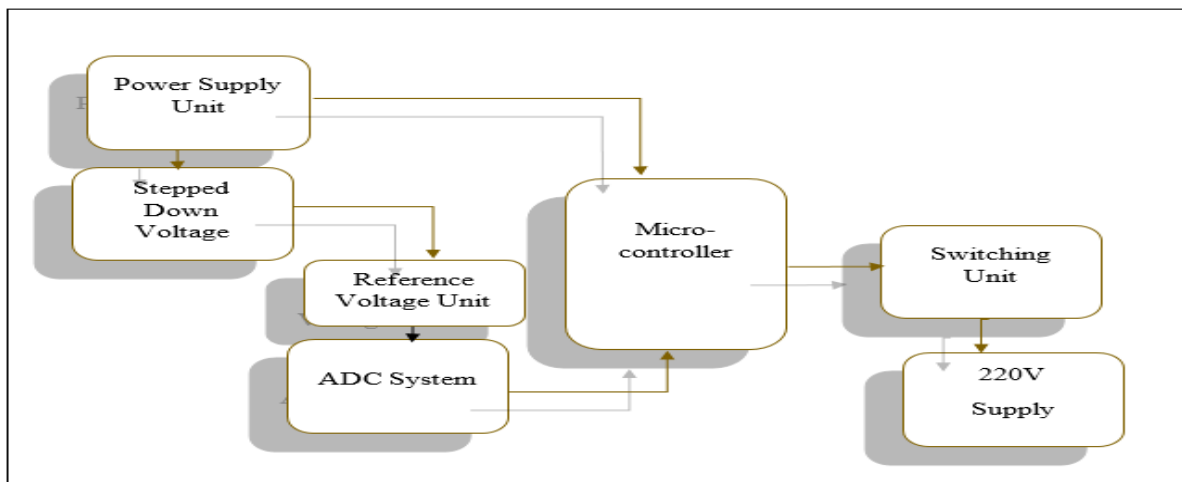 Power Supply
Unit
Stepped
Down
Voltage
Reference
Voltage Unit
ADC System
Micro-
controller
Switching
Unit
220V
Supply